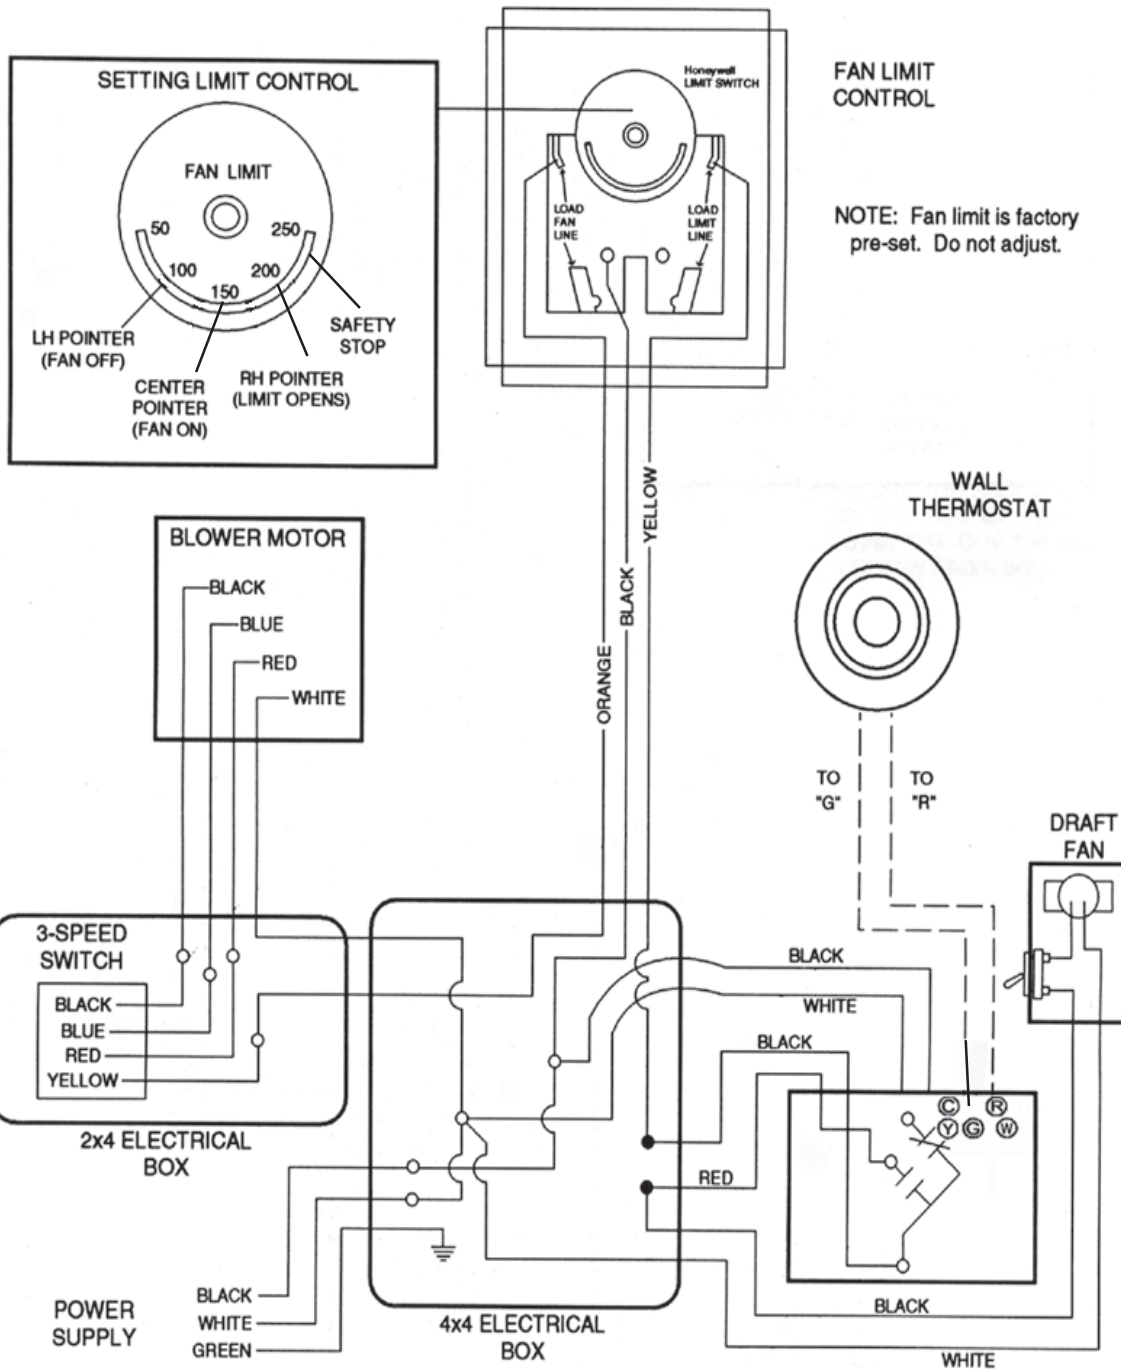 SETTING LIMIT CONTROL
FAN LIMIT
50
100
150
200
250
LH POINTER
(FAN OFF)
CENTER
POINTER
(FAN ON)
RH POINTER
(LIMIT OPENS)
SAFETY
STOP
Honeywell
LIMIT SWITCH
LOAD
FAN
LINE
LOAD
LIMIT
LINE
FAN LIMIT
CONTROL
NOTE: Fan limit is factory
pre-set. Do not adjust.
ORANGE
BLACK
YELLOW
WALL
THERMOSTAT
TO
"G"
TO
"R"
BLOWER MOTOR
BLACK
BLUE
RED
WHITE
3-SPEED
SWITCH
BLACK
BLUE
RED
YELLOW
2x4 ELECTRICAL
BOX
DRAFT
FAN
BLACK
WHITE
BLACK
RED
C
R
Y
G
W
BLACK
WHITE
POWER
SUPPLY
BLACK
WHITE
GREEN
4x4 ELECTRICAL
BOX